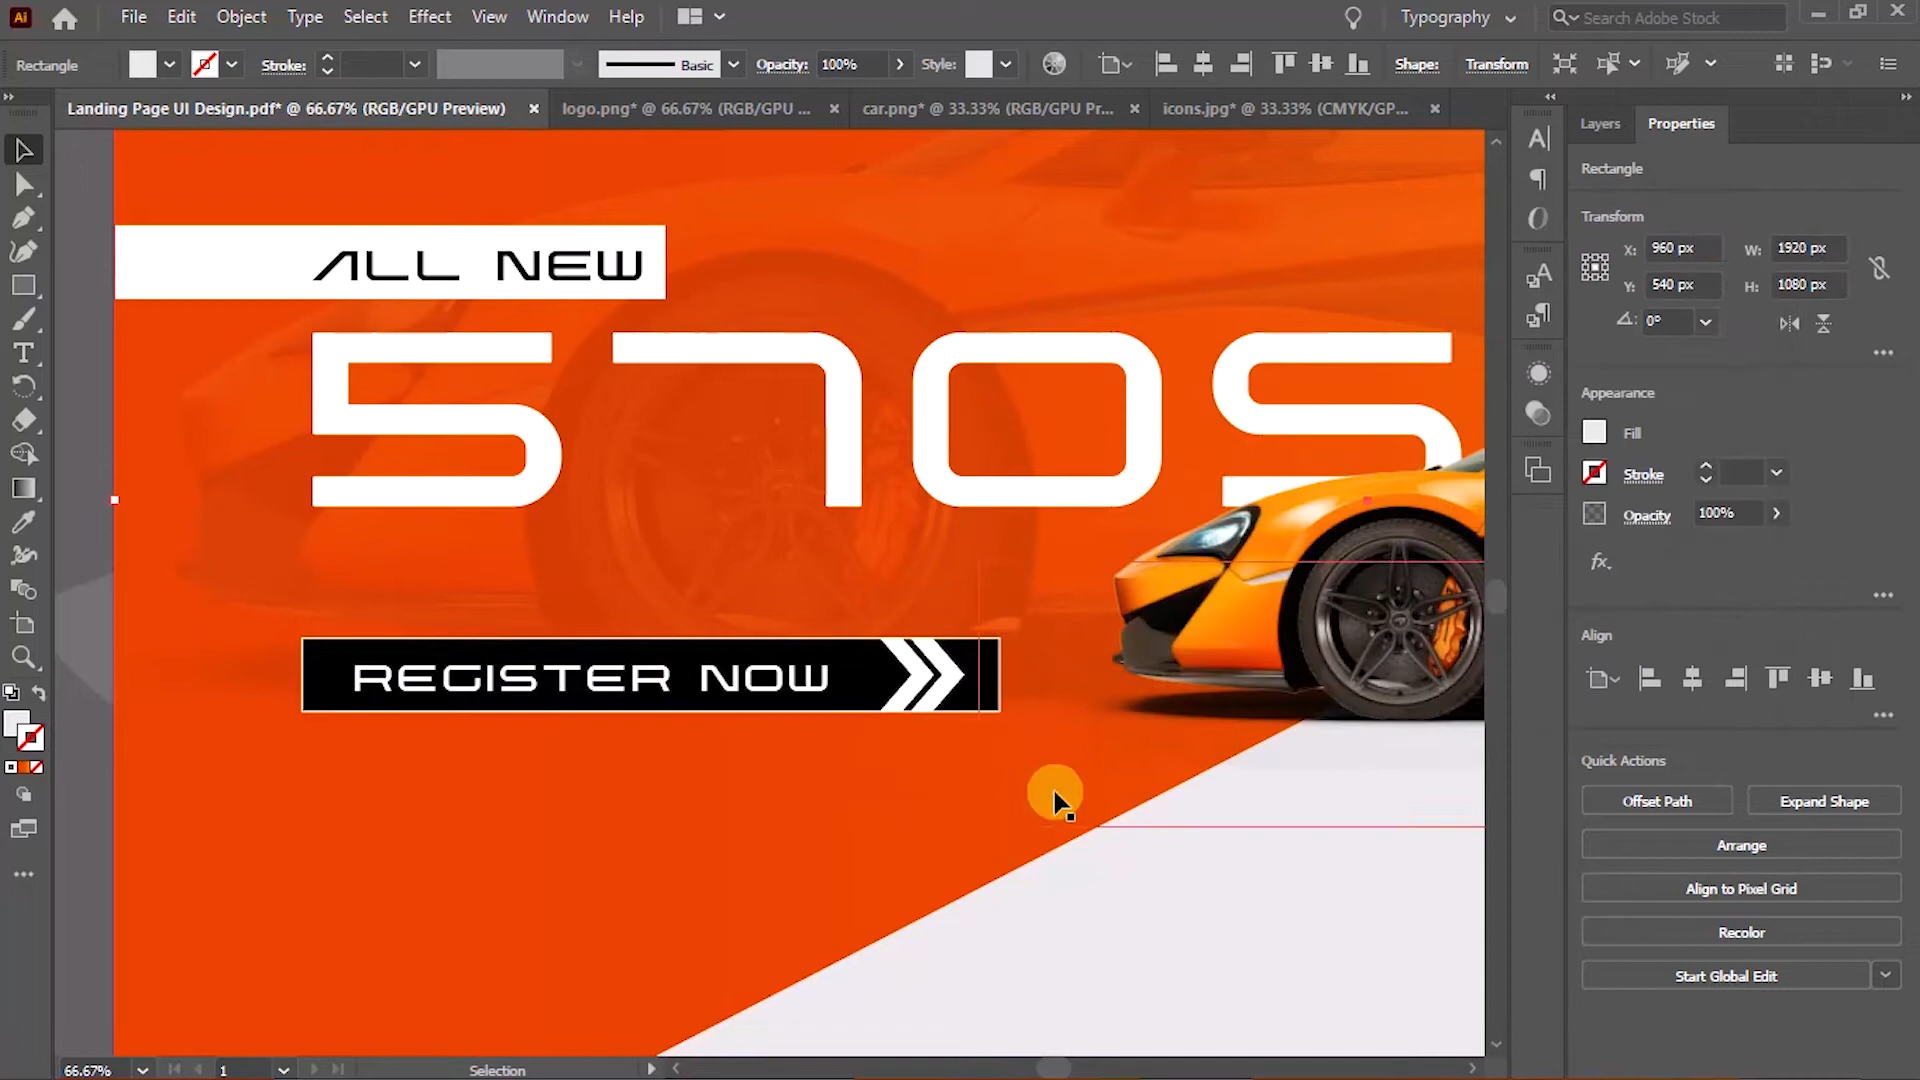 Ai File Edit Object Type Select Effect View Window Help Typography Search Adobe Stock
Rectangle Stroke: Basic Opacity: 100% Style: Shape: Transform
Landing Page UI Design.pdf* @ 66.67% (RGB/GPU Preview) logo.png* @ 66.67% (RGB/GPU ... car.png* @ 33.33% (RGB/GPU Pr... icons.jpg* @ 33.33% (CMYK/GP...
ALL NEW
570S
REGISTER NOW
Layers Properties
Rectangle
Transform
X: 960 px W: 1920 px
Y: 540 px H: 1080 px
0°
Appearance
Fill
Stroke
Opacity 100%
fx.
Align
Quick Actions
Offset Path Expand Shape
Arrange
Align to Pixel Grid
Recolor
Start Global Edit
66.67% 1 Selection